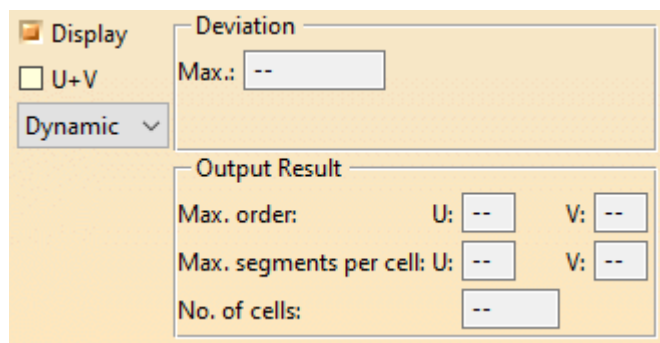 Display
U+V
Dynamic
Deviation
Max.: --
Output Result
Max. order: U: -- V: --
Max. segments per cell: U: -- V: --
No. of cells: --